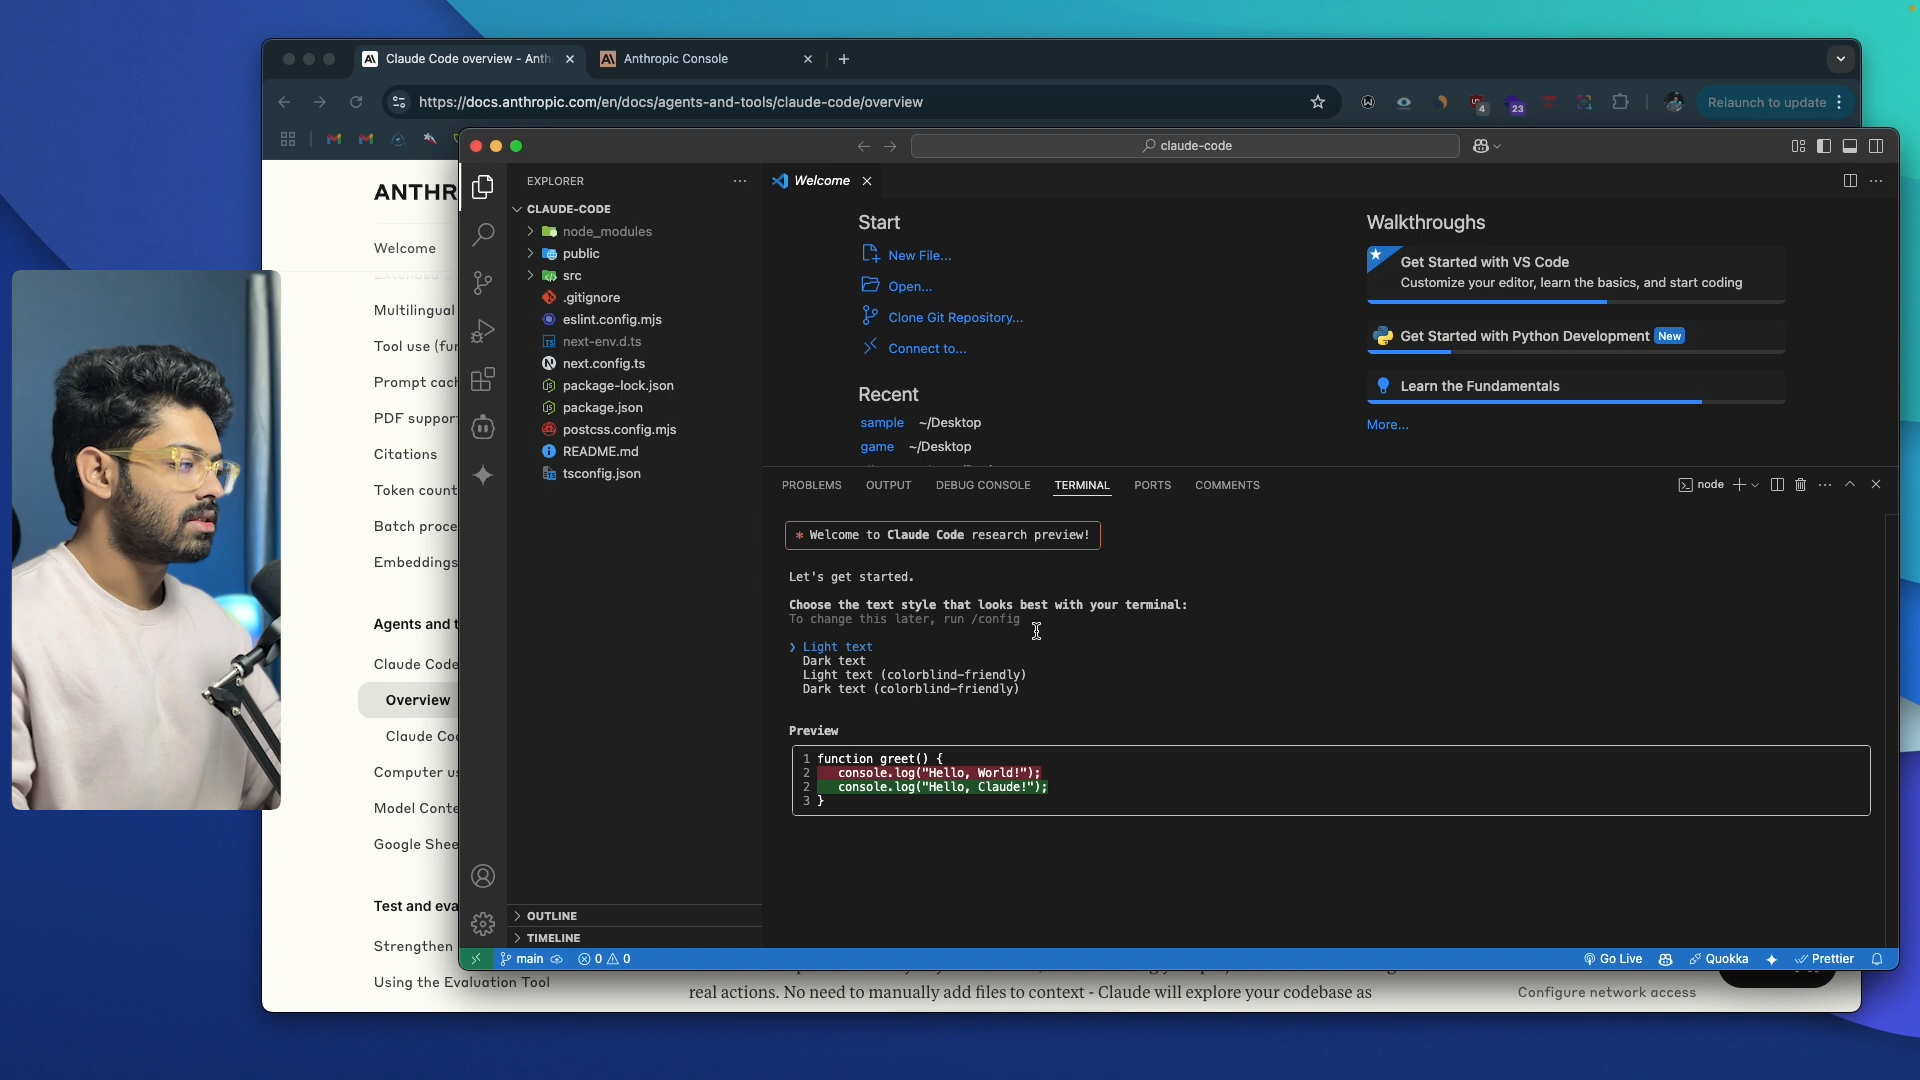 Claude Code overview - Anth
Anthropic Console
https://docs.anthropic.com/en/docs/agents-and-tools/claude-code/overview
4
23
Relaunch to update
ANTHR
Welcome
Multilingual
Tool use (fun
Prompt cach
PDF support
Citations
Token count
Batch proce
Embeddings
Agents and t
Claude Code
Overview
Claude Coo
Computer us
Model Conte
Google Shee
Test and eva
Strengthen
Using the Evaluation Tool
claude-code
EXPLORER
CLAUDE-CODE
node_modules
public
src
.gitignore
eslint.config.mjs
next-env.d.ts
next.config.ts
package-lock.json
package.json
postcss.config.mjs
README.md
tsconfig.json
OUTLINE
TIMELINE
Welcome
Start
New File...
Open...
Clone Git Repository...
Connect to...
Recent
sample ~/Desktop
game ~/Desktop
Walkthroughs
Get Started with VS Code
Customize your editor, learn the basics, and start coding
Get Started with Python Development New
Learn the Fundamentals
More...
PROBLEMS OUTPUT DEBUG CONSOLE TERMINAL PORTS COMMENTS
node
* Welcome to Claude Code research preview!
Let's get started.
Choose the text style that looks best with your terminal:
To change this later, run /config
❯ Light text
Dark text
Light text (colorblind-friendly)
Dark text (colorblind-friendly)
Preview
1 function greet() {
2 console.log("Hello, World!");
2 console.log("Hello, Claude!");
3 }
main 0 0
Go Live Quokka Prettier
real actions. No need to manually add files to context - Claude will explore your codebase as
Configure network access